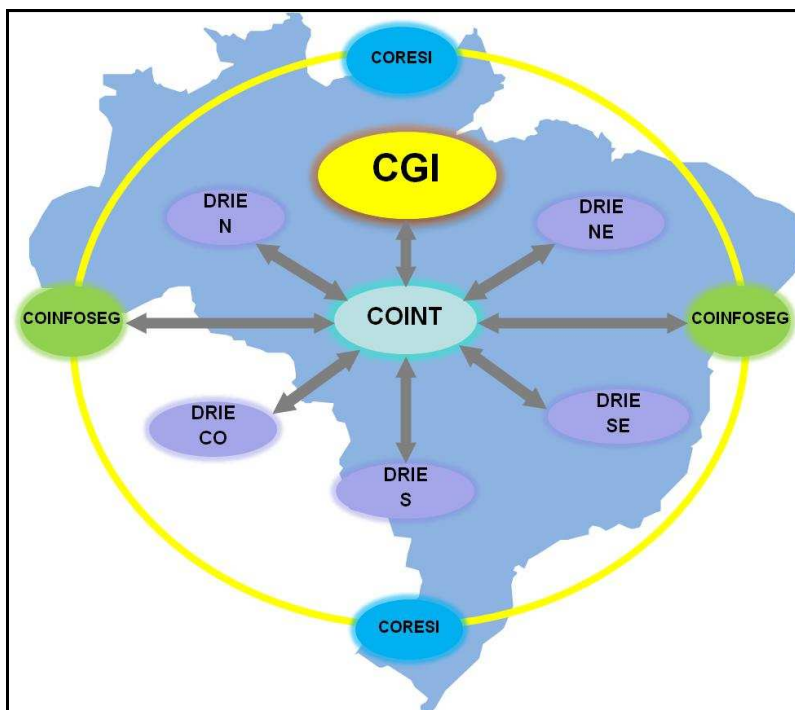 CORESI
CGI
DRIE
N
DRIE
NE
COINFOSEG
COINT
COINFOSEG
DRIE
CO
DRIE
SE
DRIE
S
CORESI